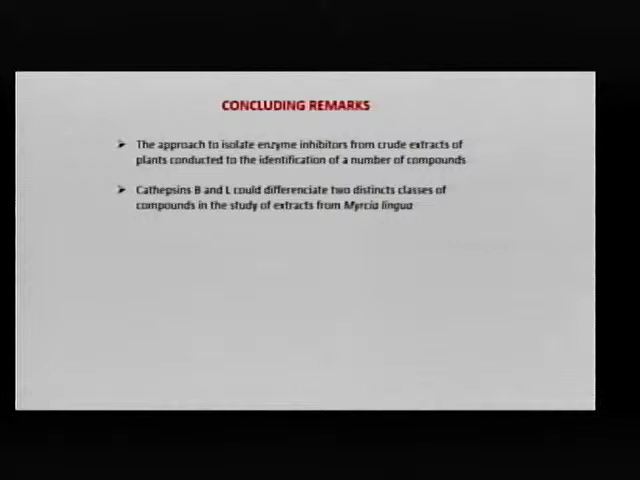 CONCLUDING REMARKS
➤ The approach to isolate enzyme inhibitors from crude extracts of
plants conducted to the identification of a number of compounds
➤ Cathepsins B and L could differenciate two distincts classes of
compounds in the study of extracts from Myrcia lingua